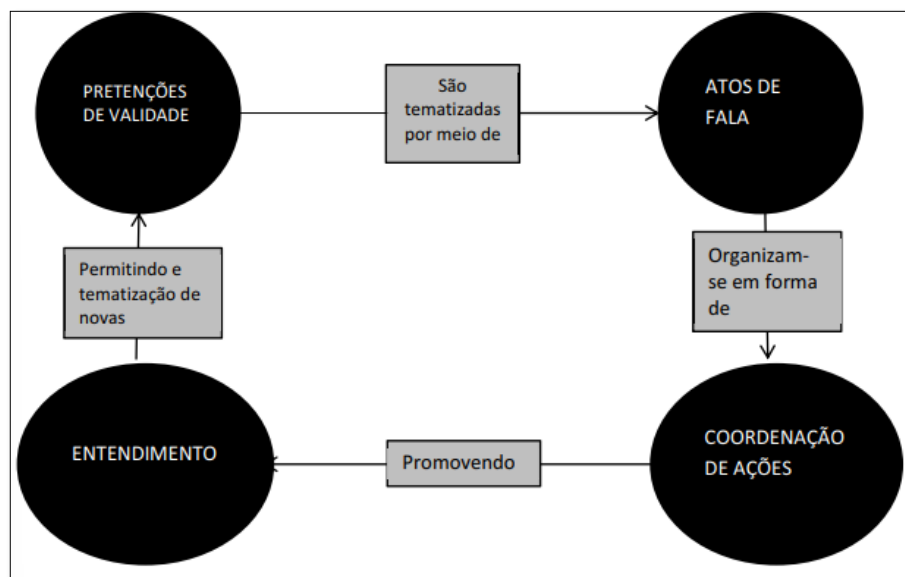 PRETENÇÕES
DE VALIDADE
São
tematizadas
por meio de
ATOS DE
FALA
Organizam-
se em forma
de
COORDENAÇÃO
DE AÇÕES
Promovendo
ENTENDIMENTO
Permitindo e
tematização de
novas